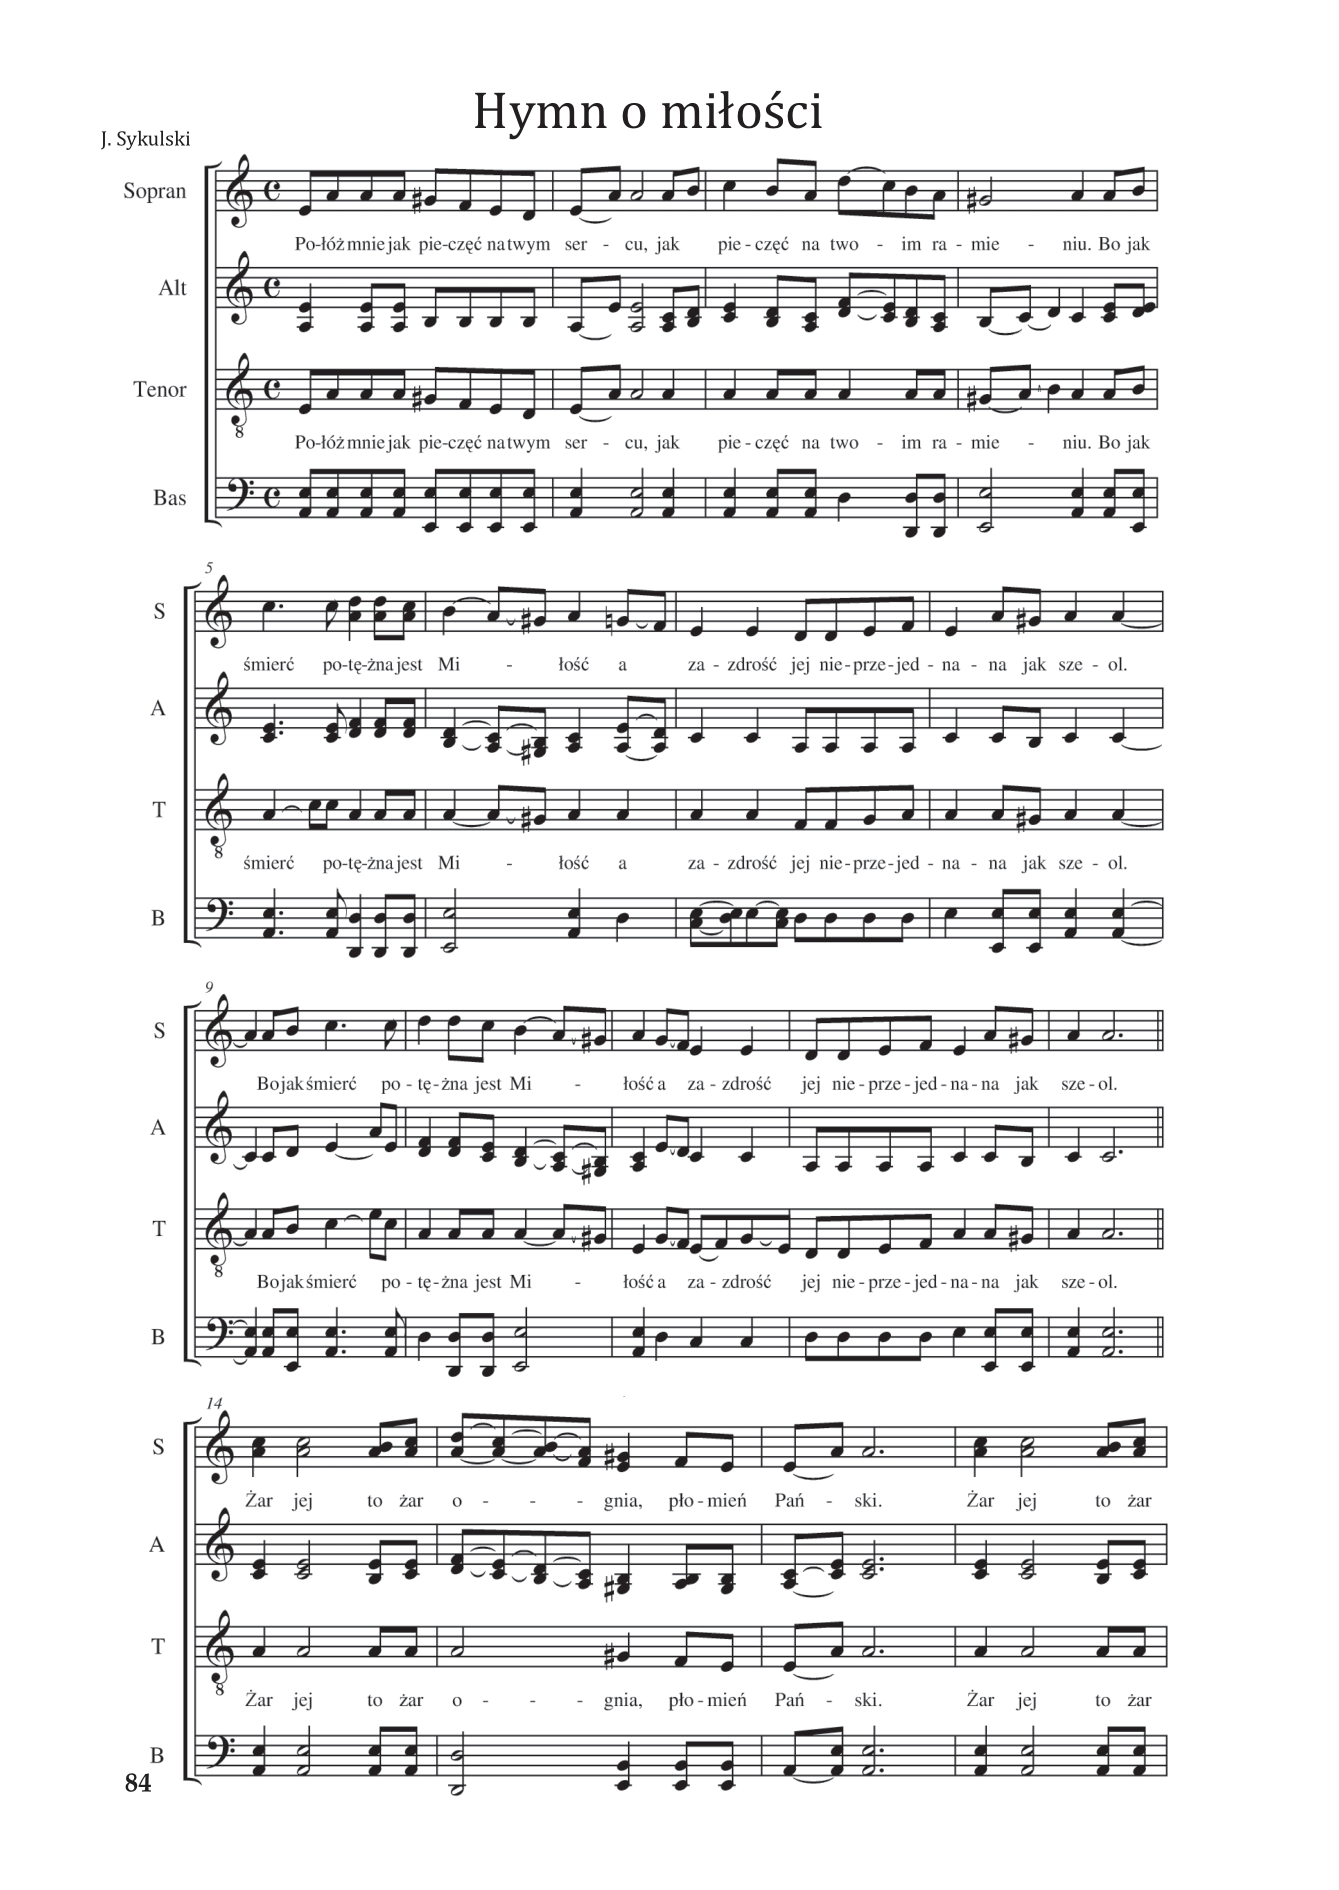 Hymn o miłości
J. Sykulski
Sopran
Po-łóż mnie jak pie-częć na twym ser - cu, jak pie - częć na two - im ra - mie - niu. Bo jak
Alt
Tenor
8
Po-łóż mnie jak pie-częć na twym ser - cu, jak pie - częć na two - im ra - mie - niu. Bo jak
Bas
5
S
śmierć po-tę-żna jest Mi - łość a za - zdrość jej nie-prze-jed - na - na jak sze - ol.
A
T
8
śmierć po-tę-żna jest Mi - łość a za - zdrość jej nie-prze-jed - na - na jak sze - ol.
B
9
S
Bo jak śmierć po - tę - żna jest Mi - łość a za - zdrość jej nie - prze - jed - na - na jak sze - ol.
A
T
8
Bo jak śmierć po - tę - żna jest Mi - łość a za - zdrość jej nie - prze - jed - na - na jak sze - ol.
B
14
S
Żar jej to żar o - - - gnia, pło - mień Pań - ski. Żar jej to żar
A
T
8
Żar jej to żar o - - - gnia, pło - mień Pań - ski. Żar jej to żar
B
84